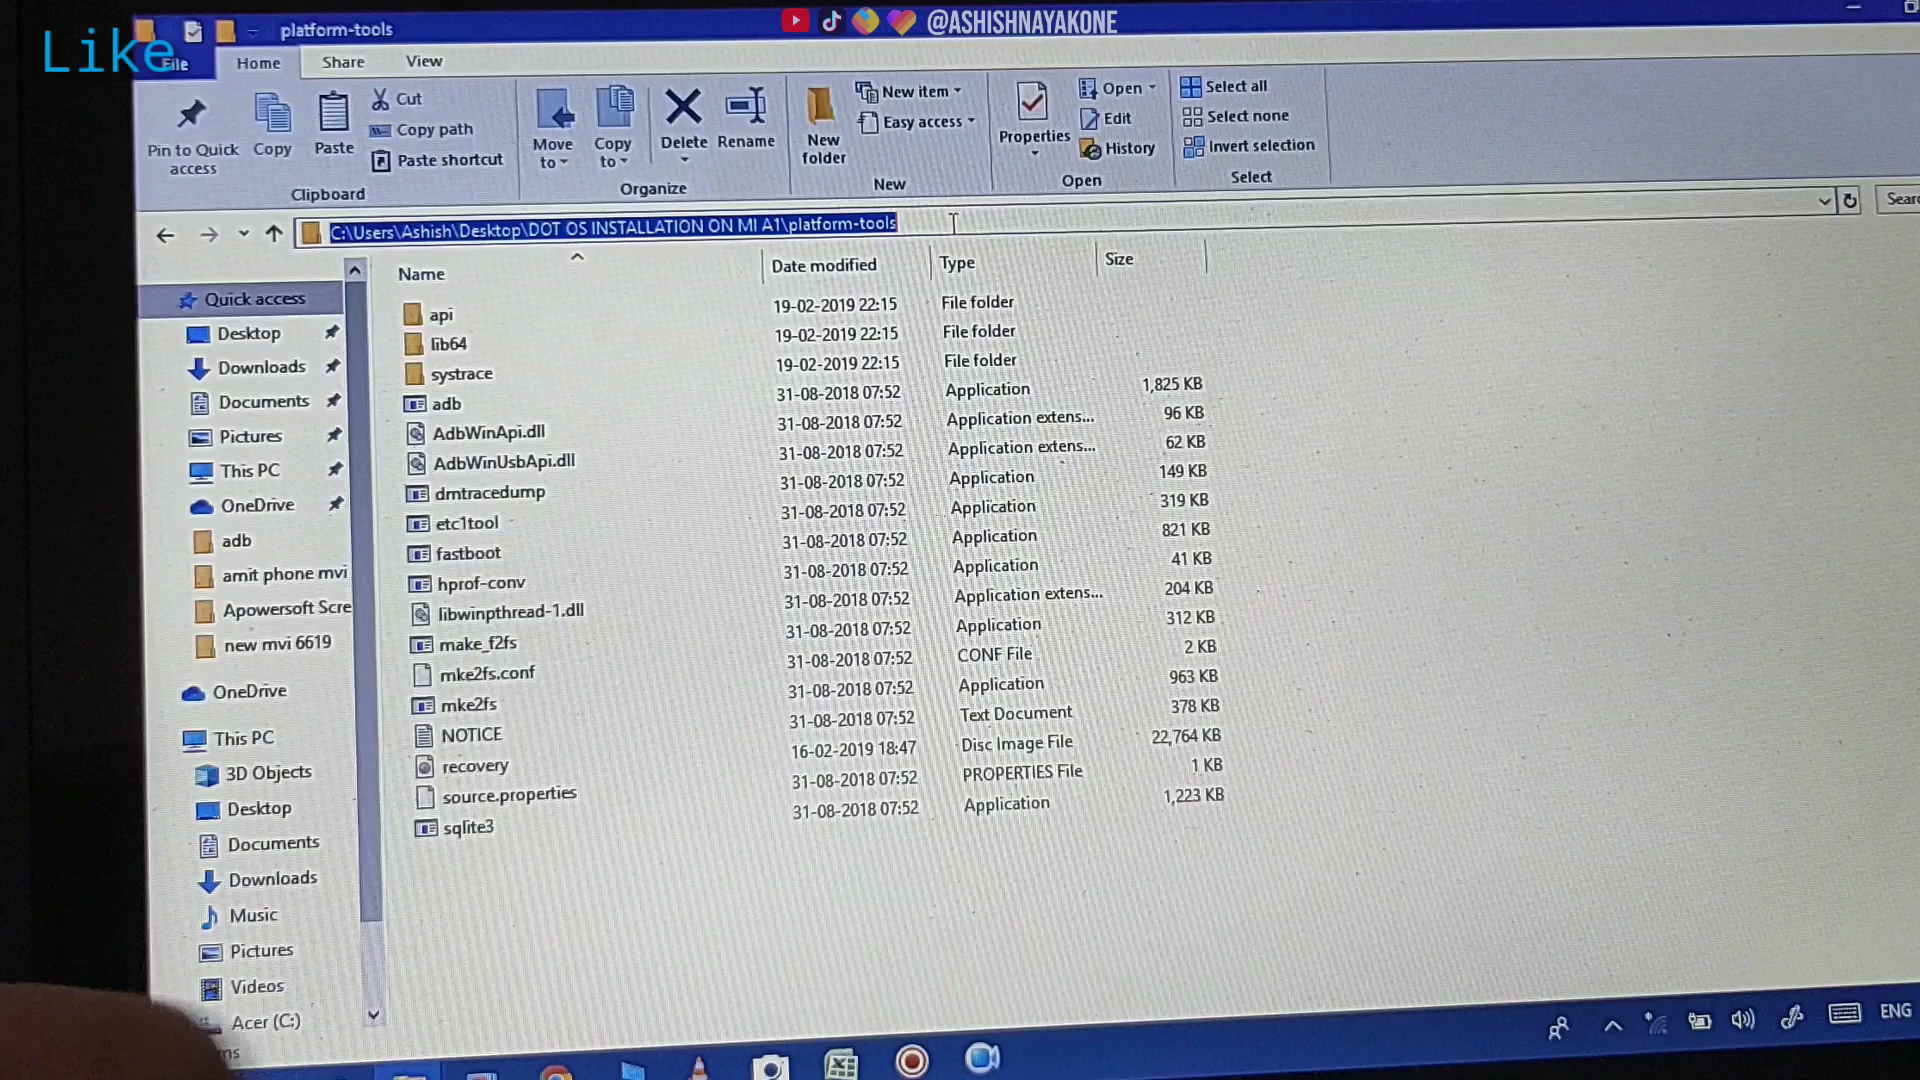 Like
platform-tools
@ASHISHNAYAKONE
File
Home
Share
View
Pin to Quick access
Copy
Paste
Cut
Copy path
Paste shortcut
Clipboard
Move to
Copy to
Delete
Rename
Organize
New folder
New item
Easy access
New
Properties
Open
Edit
History
Open
Select all
Select none
Invert selection
Select
C:\Users\Ashish\Desktop\DOT OS INSTALLATION ON MI A1\platform-tools
Name
Date modified
Type
Size
api 19-02-2019 22:15 File folder
lib64 19-02-2019 22:15 File folder
systrace 19-02-2019 22:15 File folder
adb 31-08-2018 07:52 Application 1,825 KB
AdbWinApi.dll 31-08-2018 07:52 Application extens... 96 KB
AdbWinUsbApi.dll 31-08-2018 07:52 Application extens... 62 KB
dmtracedump 31-08-2018 07:52 Application 149 KB
etc1tool 31-08-2018 07:52 Application 319 KB
fastboot 31-08-2018 07:52 Application 821 KB
hprof-conv 31-08-2018 07:52 Application 41 KB
libwinpthread-1.dll 31-08-2018 07:52 Application extens... 204 KB
make_f2fs 31-08-2018 07:52 Application 312 KB
mke2fs.conf 31-08-2018 07:52 CONF File 2 KB
mke2fs 31-08-2018 07:52 Application 963 KB
NOTICE 31-08-2018 07:52 Text Document 378 KB
recovery 16-02-2019 18:47 Disc Image File 22,764 KB
source.properties 31-08-2018 07:52 PROPERTIES File 1 KB
sqlite3 31-08-2018 07:52 Application 1,223 KB
Quick access
Desktop
Downloads
Documents
Pictures
This PC
OneDrive
adb
amit phone mvi
Apowersoft Scre
new mvi 6619
OneDrive
This PC
3D Objects
Desktop
Documents
Downloads
Music
Pictures
Videos
Acer (C:)
ENG